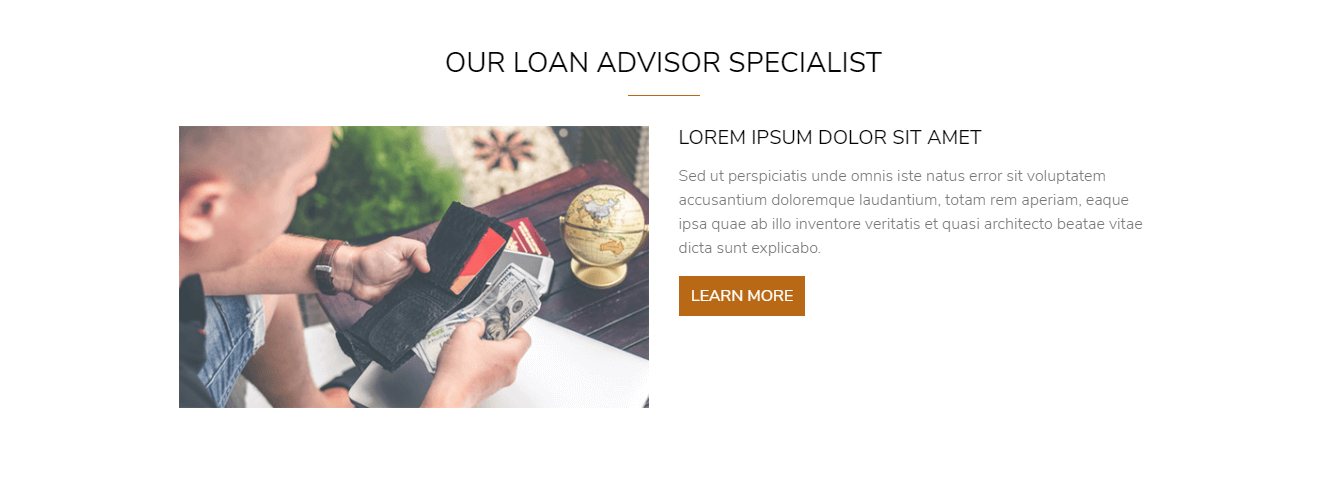 OUR LOAN ADVISOR SPECIALIST
LOREM IPSUM DOLOR SIT AMET
Sed ut perspiciatis unde omnis iste natus error sit voluptatem
accusantium doloremque laudantium, totam rem aperiam, eaque
ipsa quae ab illo inventore veritatis et quasi architecto beatae vitae
dicta sunt explicabo.
LEARN MORE